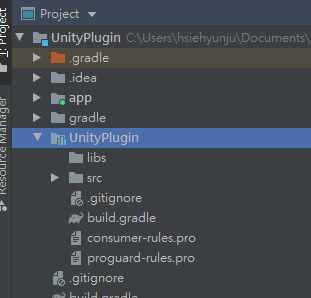 Project
UnityPlugin C:\Users\hsiehyunju\Documents\
.gradle
.idea
app
gradle
UnityPlugin
libs
src
.gitignore
build.gradle
consumer-rules.pro
proguard-rules.pro
.gitignore
build.gradle
1: Project
Resource Manager